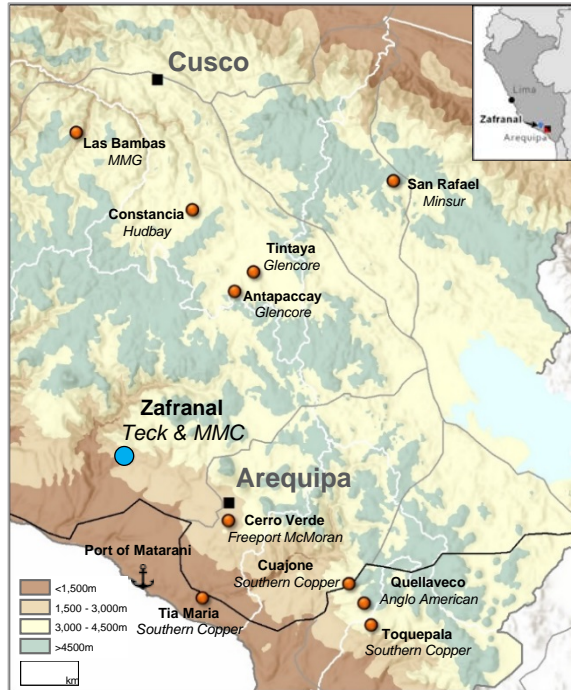 Cusco
Lima
Zafranal
Arequipa
Las Bambas
MMG
San Rafael
Minsur
Constancia
Hudbay
Tintaya
Glencore
Antapaccay
Glencore
Zafranal
Teck & MMC
Arequipa
Cerro Verde
Freeport McMoran
Port of Matarani
Cuajone
Southern Copper
Quellaveco
Anglo American
Tia Maria
Southern Copper
Toquepala
Southern Copper
<1,500m
1,500 - 3,000m
3,000 - 4,500m
>4500m
km